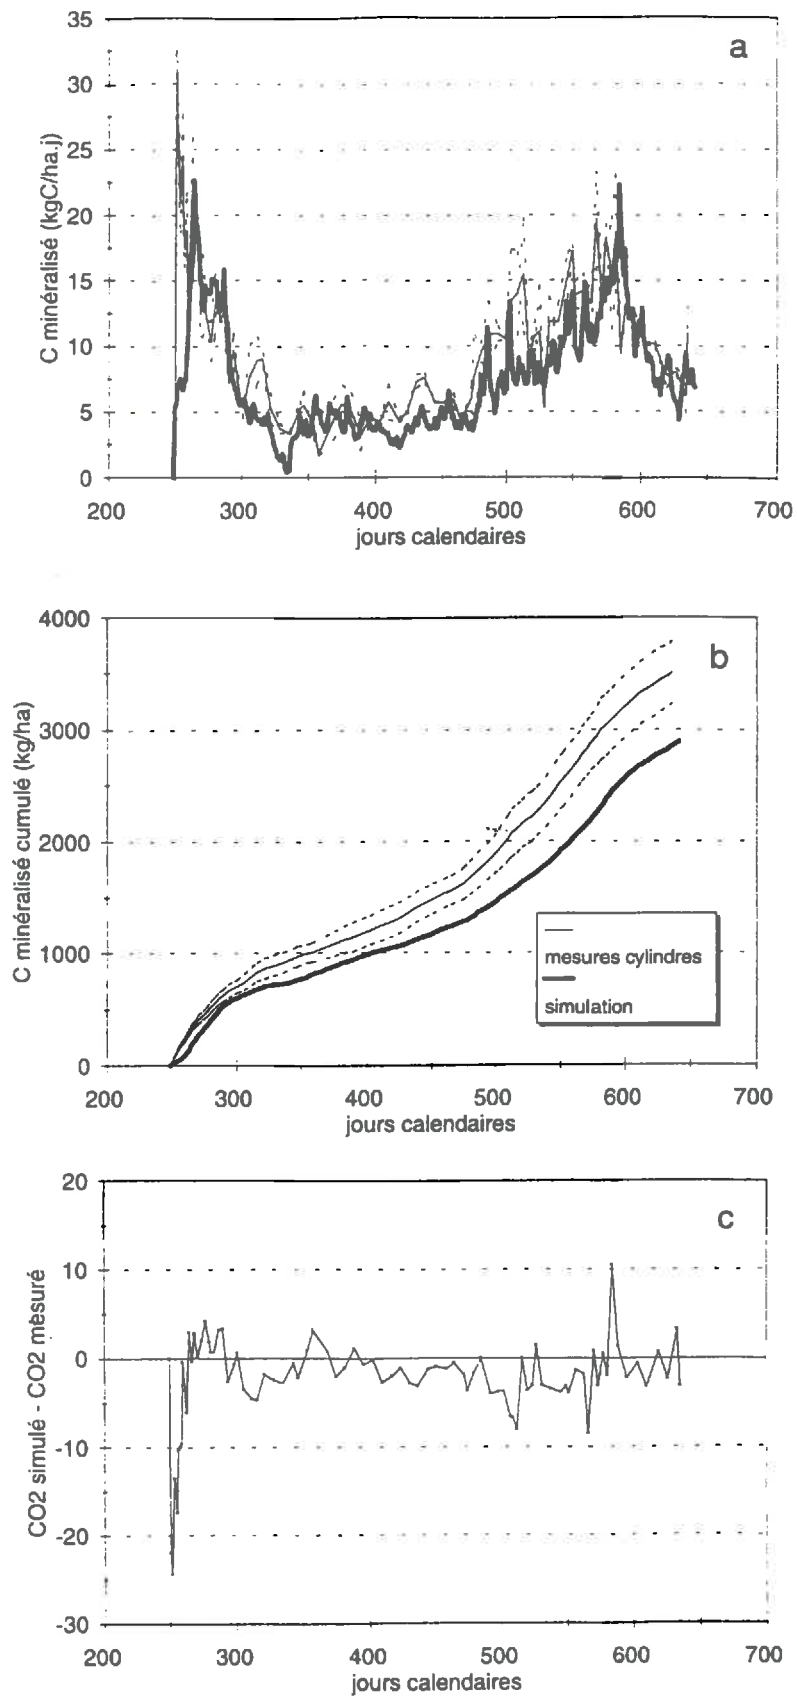 a
35
30
25
20
15
10
5
0
C minéralisé (kgC/ha.j)
200 300 400 500 600 700
jours calendaires
b
4000
3000
2000
1000
0
C minéralisé cumulé (kg/ha)
mesures cylindres
simulation
200 300 400 500 600 700
jours calendaires
c
20
10
0
-10
-20
-30
CO2 simulé - CO2 mesuré
200 300 400 500 600 700
jours calendaires